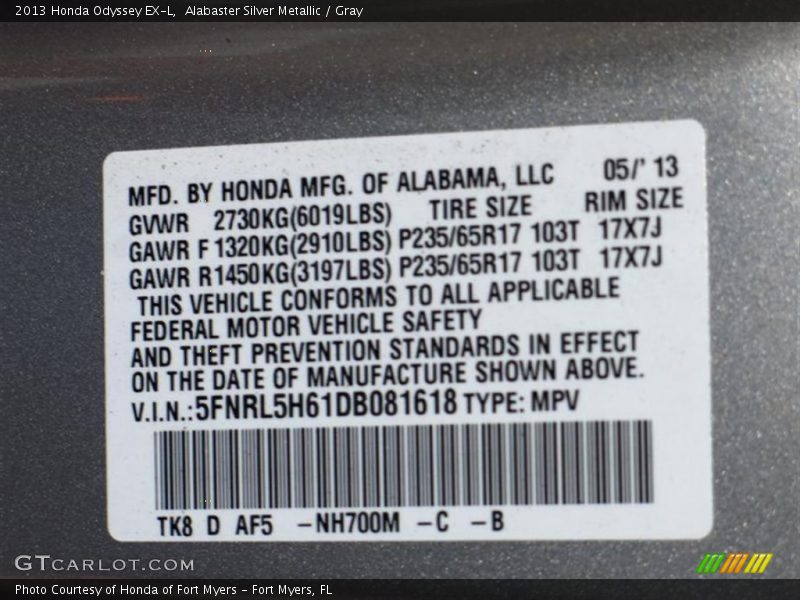 2013 Honda Odyssey EX-L,  Alabaster Silver Metallic / Gray
MFD. BY HONDA MFG. OF ALABAMA, LLC 05/' 13
GVWR 2730KG(6019LBS) TIRE SIZE RIM SIZE
GAWR F 1320KG(2910LBS) P235/65R17 103T 17X7J
GAWR R1450KG(3197LBS) P235/65R17 103T 17X7J
THIS VEHICLE CONFORMS TO ALL APPLICABLE
FEDERAL MOTOR VEHICLE SAFETY
AND THEFT PREVENTION STANDARDS IN EFFECT
ON THE DATE OF MANUFACTURE SHOWN ABOVE.
V.I.N.:5FNRL5H61DB081618 TYPE: MPV
TK8 D AF5 -NH700M -C -B
GTCARLOT.COM
Photo Courtesy of Honda of Fort Myers - Fort Myers, FL